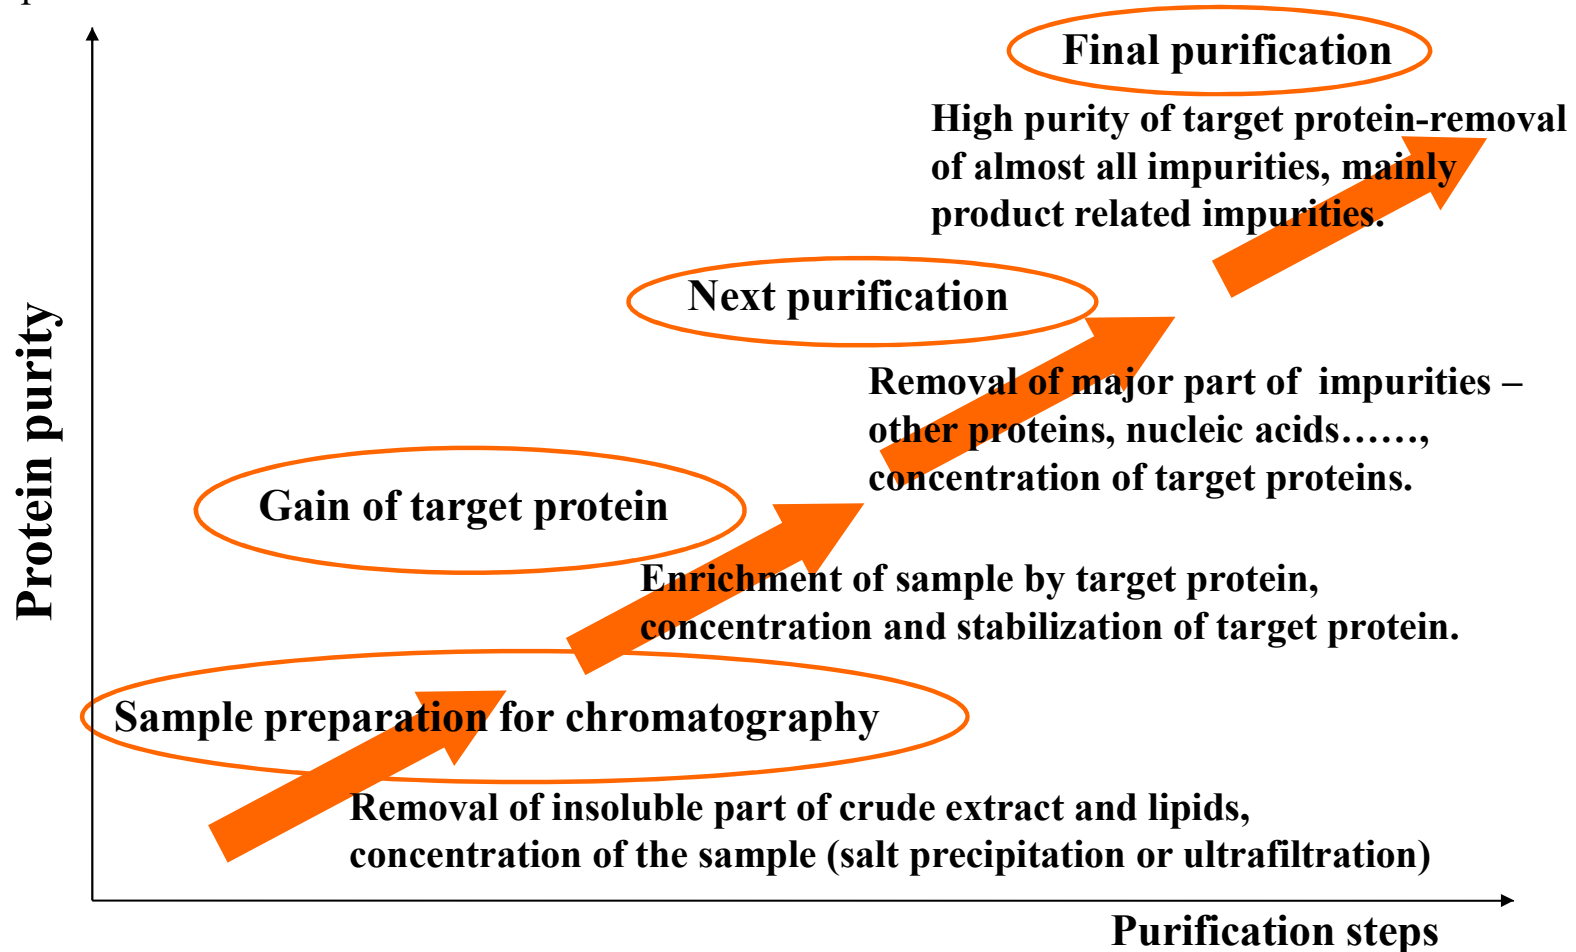 Final purification
High purity of target protein-removal
of almost all impurities, mainly
product related impurities.
Next purification
Removal of major part of impurities –
other proteins, nucleic acids……,
concentration of target proteins.
Gain of target protein
Enrichment of sample by target protein,
concentration and stabilization of target protein.
Sample preparation for chromatography
Removal of insoluble part of crude extract and lipids,
concentration of the sample (salt precipitation or ultrafiltration)
Protein purity
Purification steps